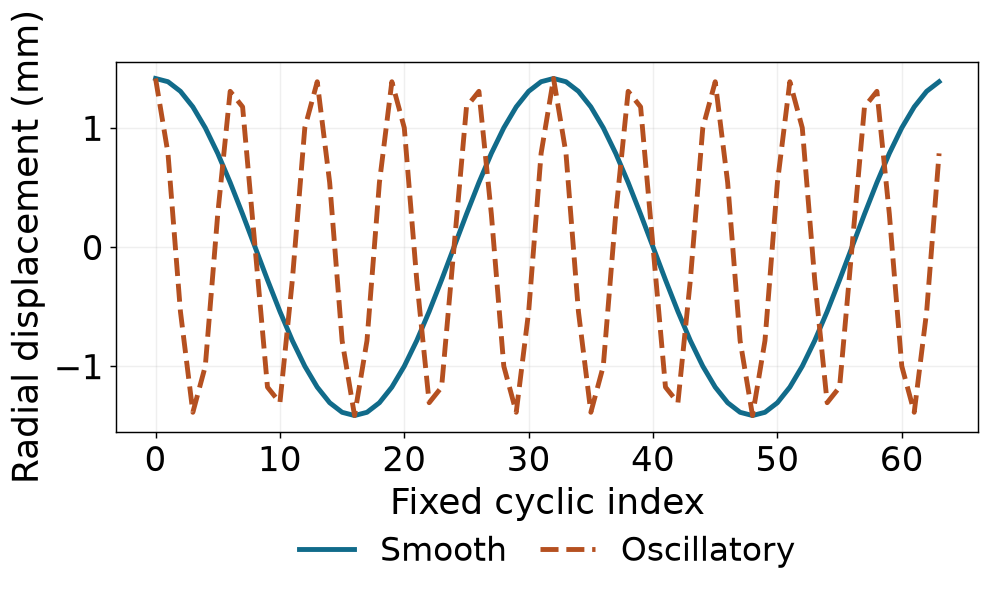 Radial displacement (mm)
1
0
−1
0 10 20 30 40 50 60
Fixed cyclic index
Smooth Oscillatory